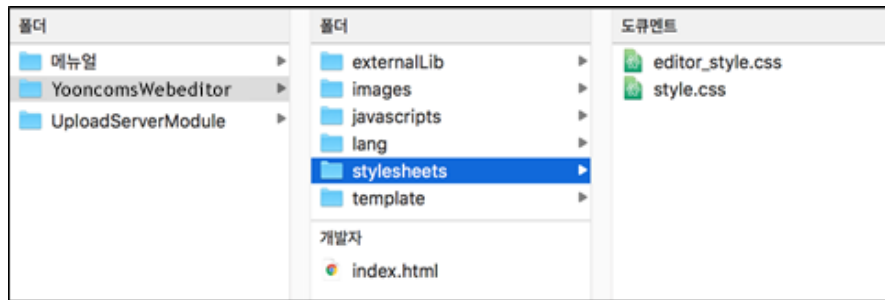 폴더
메뉴얼
YooncomsWebeditor
UploadServerModule
폴더
externalLib
images
javascripts
lang
stylesheets
template
개발자
index.html
도큐멘트
editor_style.css
style.css